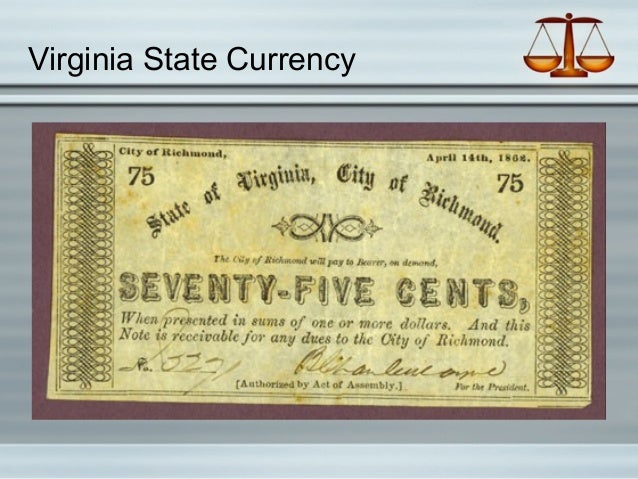 Virginia State Currency
City of Richmond,
April 14th, 1862.
75
75
State of Virginia, City of Richmond.
The City of Richmond will pay to Bearer, on demand,
SEVENTY-FIVE CENTS,
When presented in sums of one or more dollars. And this
Note is receivable for any dues to the City of Richmond.
No.
[Authorized by Act of Assembly.]
For the President.